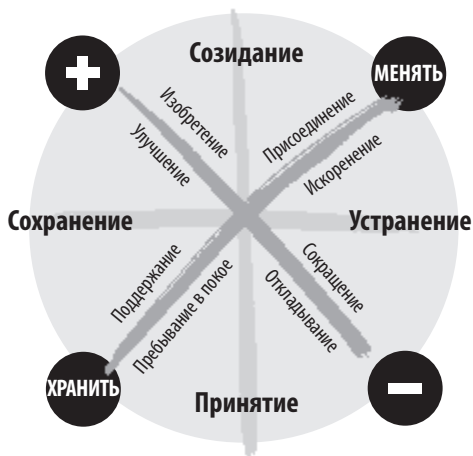 Созидание
+
МЕНЯТЬ
Изобретение
Улучшение
Присоединение
Искоренение
Сохранение
Устранение
Поддержание
Пребывание в покое
Сокращение
Откладывание
ХРАНИТЬ
Принятие
−